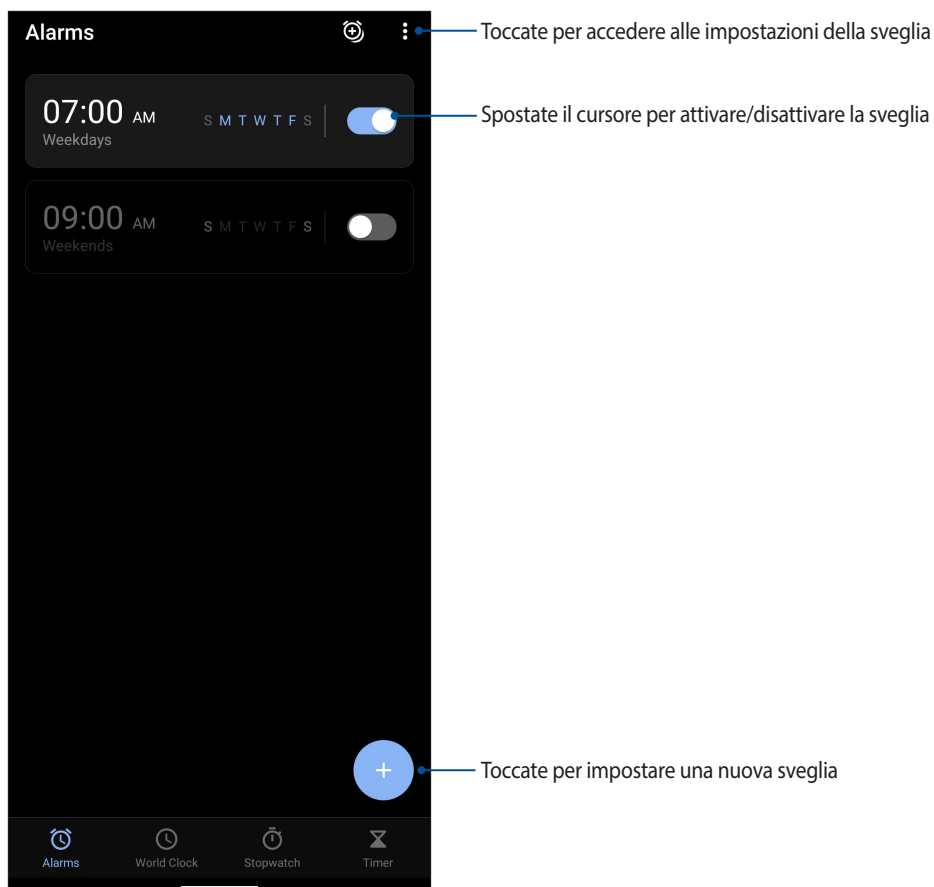 Alarms
Toccate per accedere alle impostazioni della sveglia
07:00 AM S M T W T F S
Weekdays
Spostate il cursore per attivare/disattivare la sveglia
09:00 AM S M T W T F S
Weekends
Toccate per impostare una nuova sveglia
Alarms World Clock Stopwatch Timer